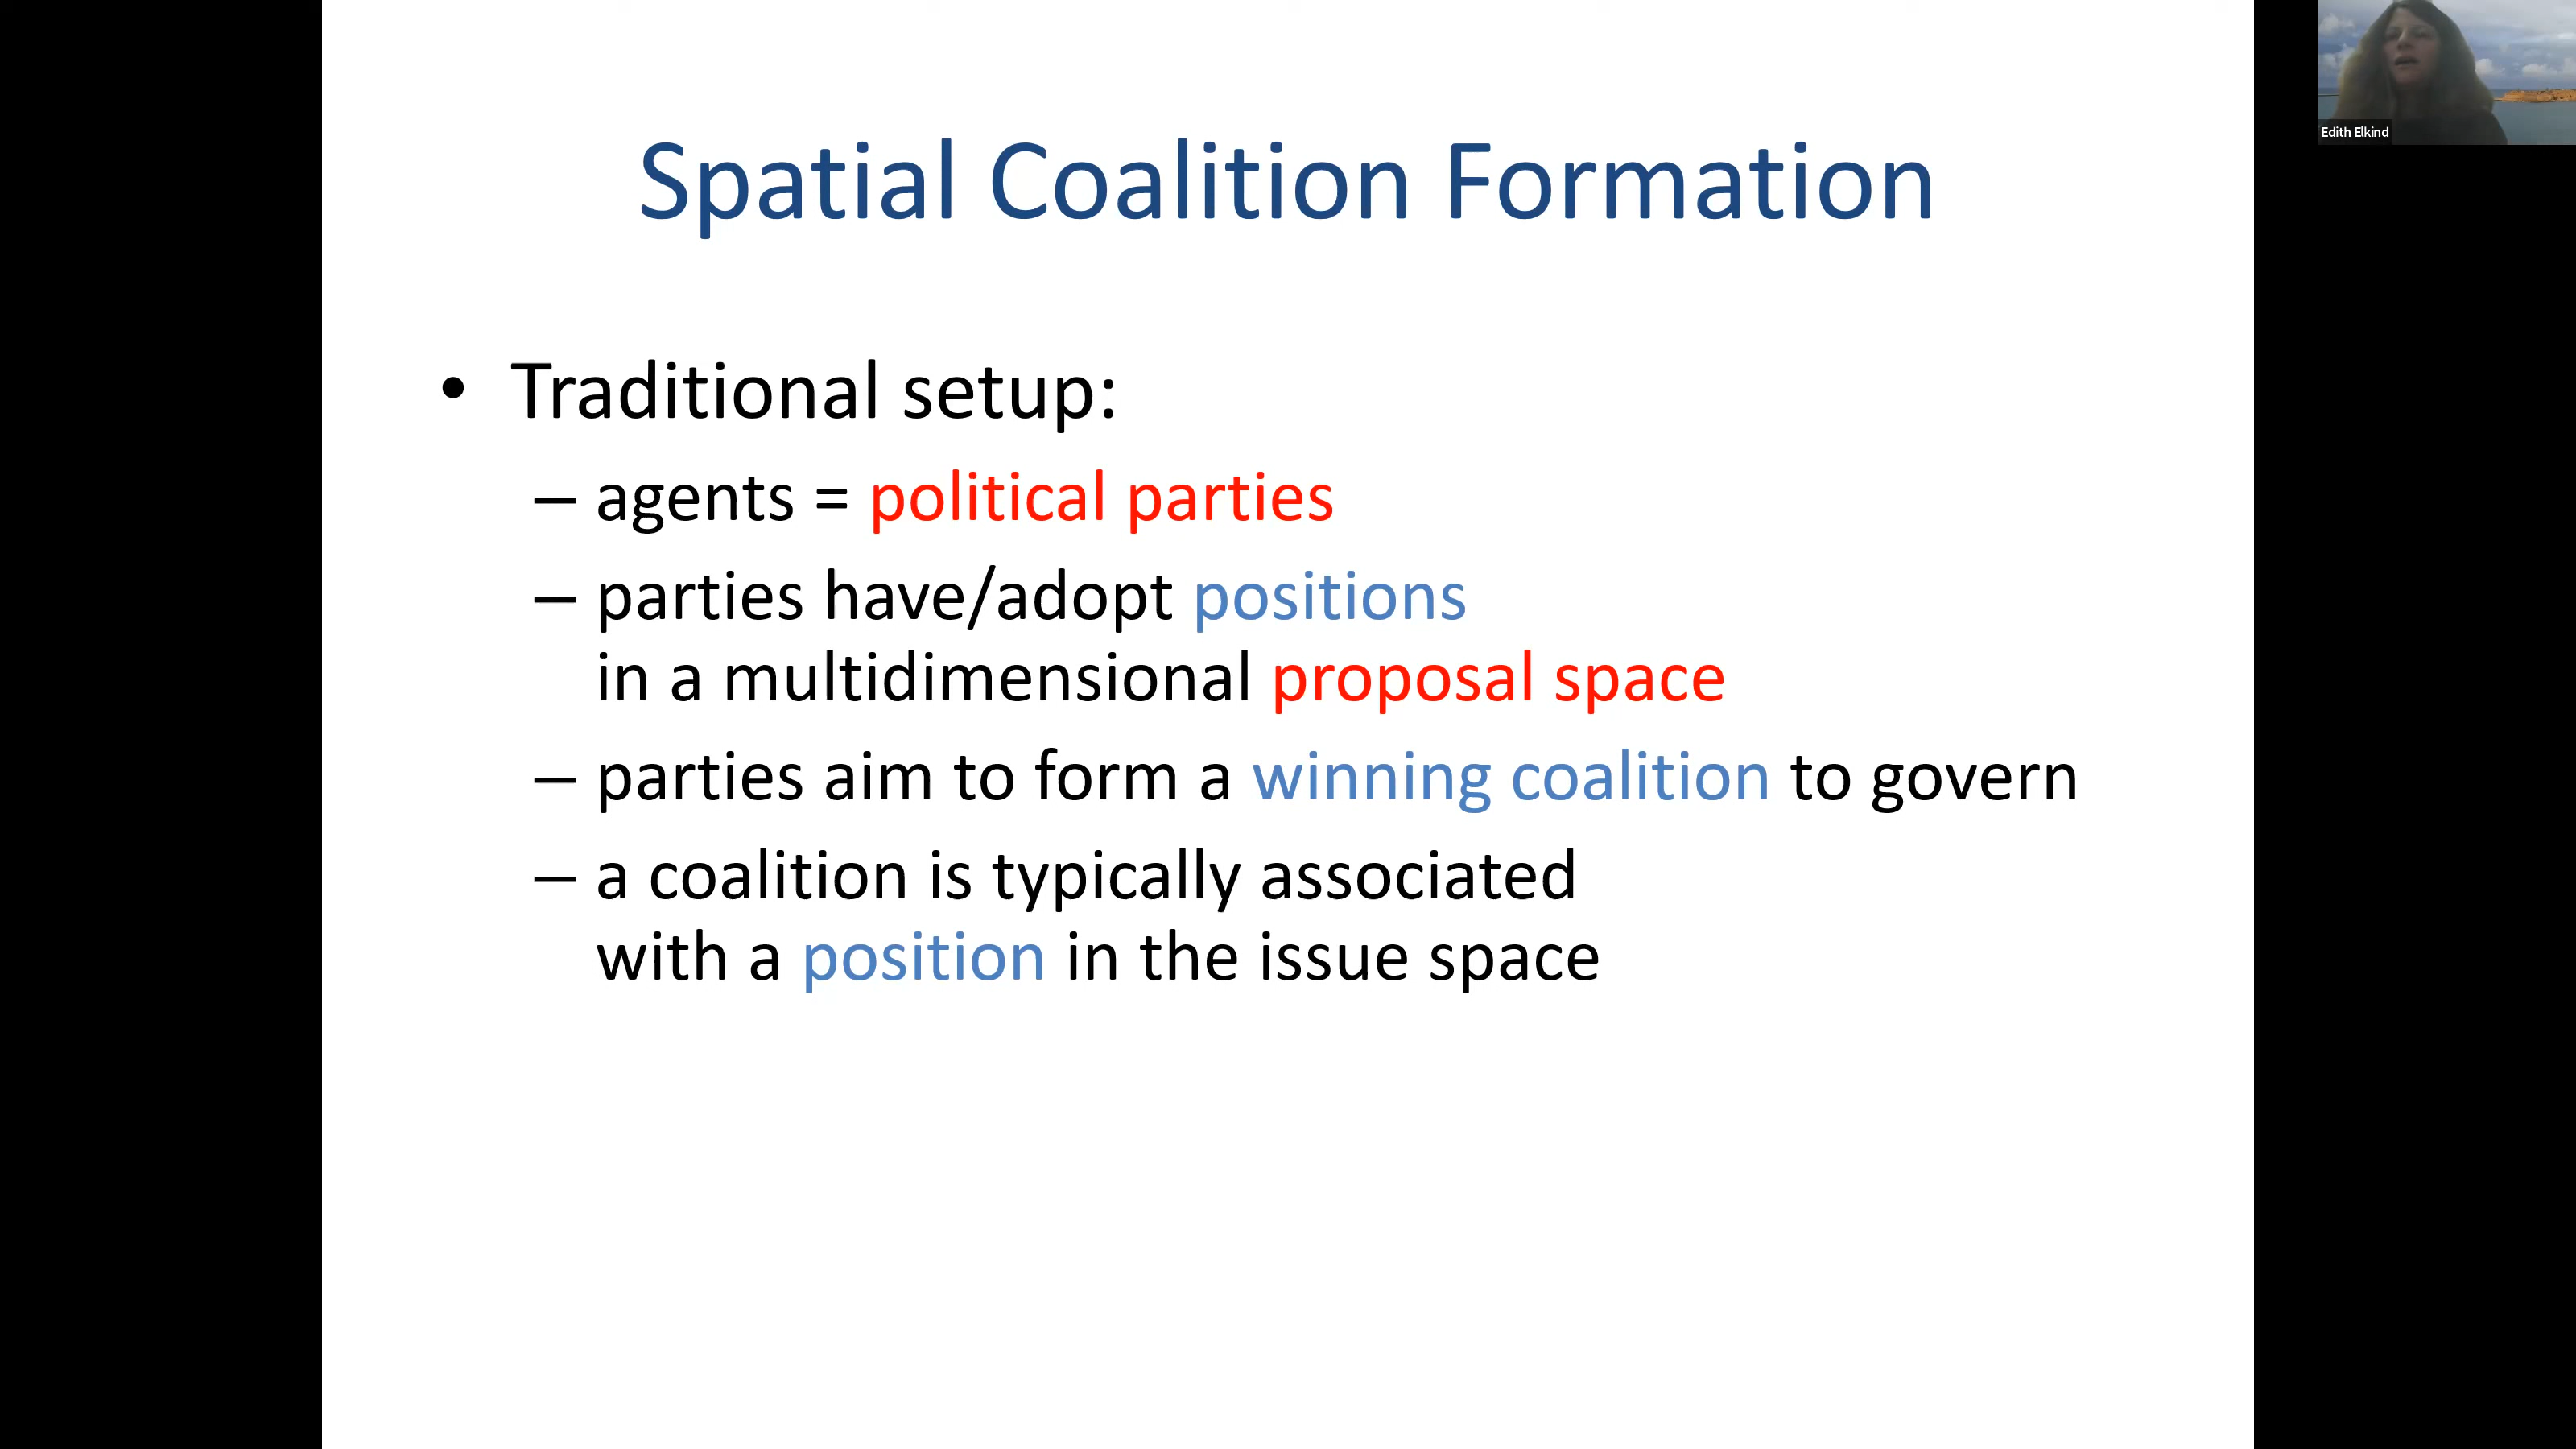 Spatial Coalition Formation
• Traditional setup:
– agents = political parties
– parties have/adopt positions
in a multidimensional proposal space
– parties aim to form a winning coalition to govern
– a coalition is typically associated
with a position in the issue space
Edith Elkind